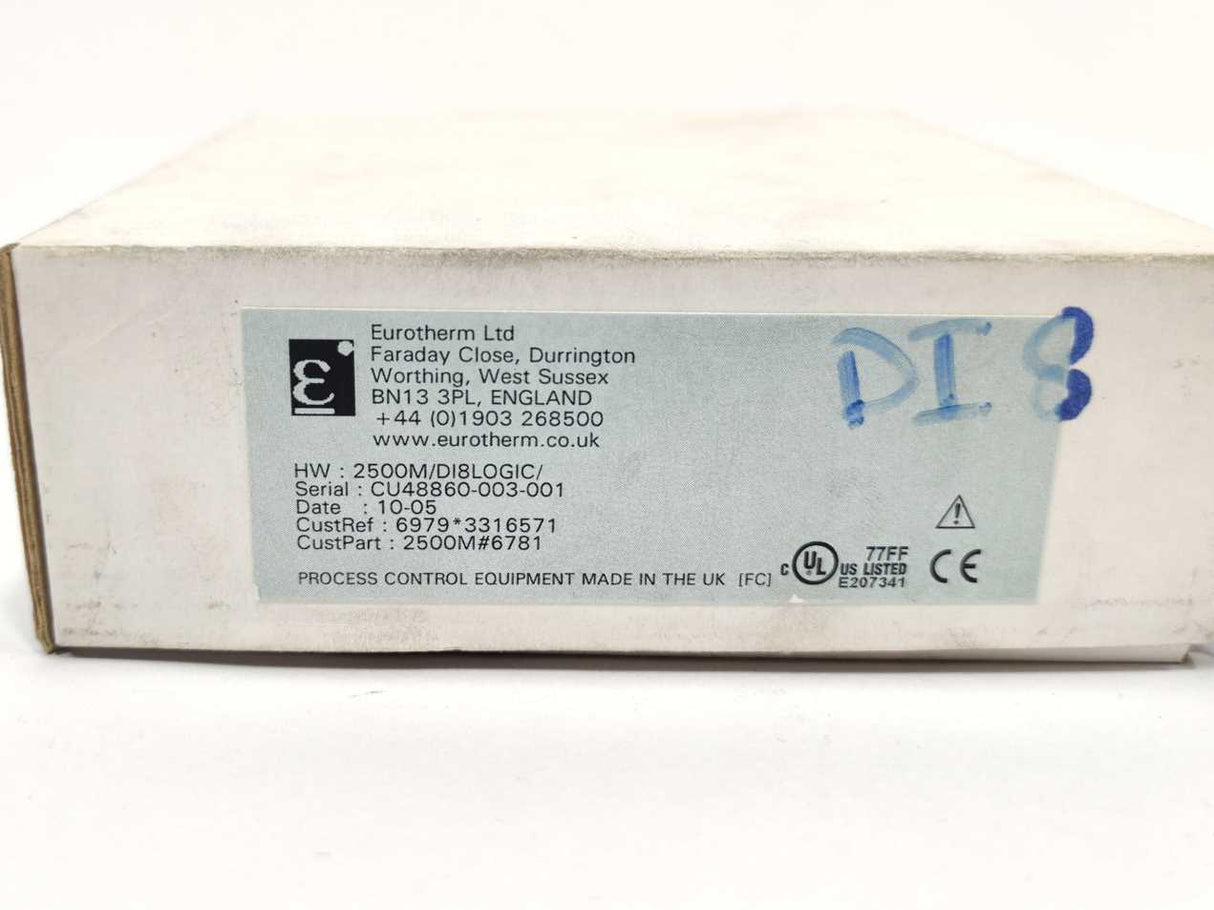 Eurotherm Ltd
Faraday Close, Durrington
Worthing, West Sussex
BN13 3PL, ENGLAND
+44 (0)1903 268500
www.eurotherm.co.uk
DI8
HW : 2500M/DI8LOGIC/
Serial : CU48860-003-001
Date : 10-05
CustRef : 6979*3316571
CustPart : 2500M#6781
PROCESS CONTROL EQUIPMENT MADE IN THE UK [FC]
C UL US LISTED
77FF
E207341
CE